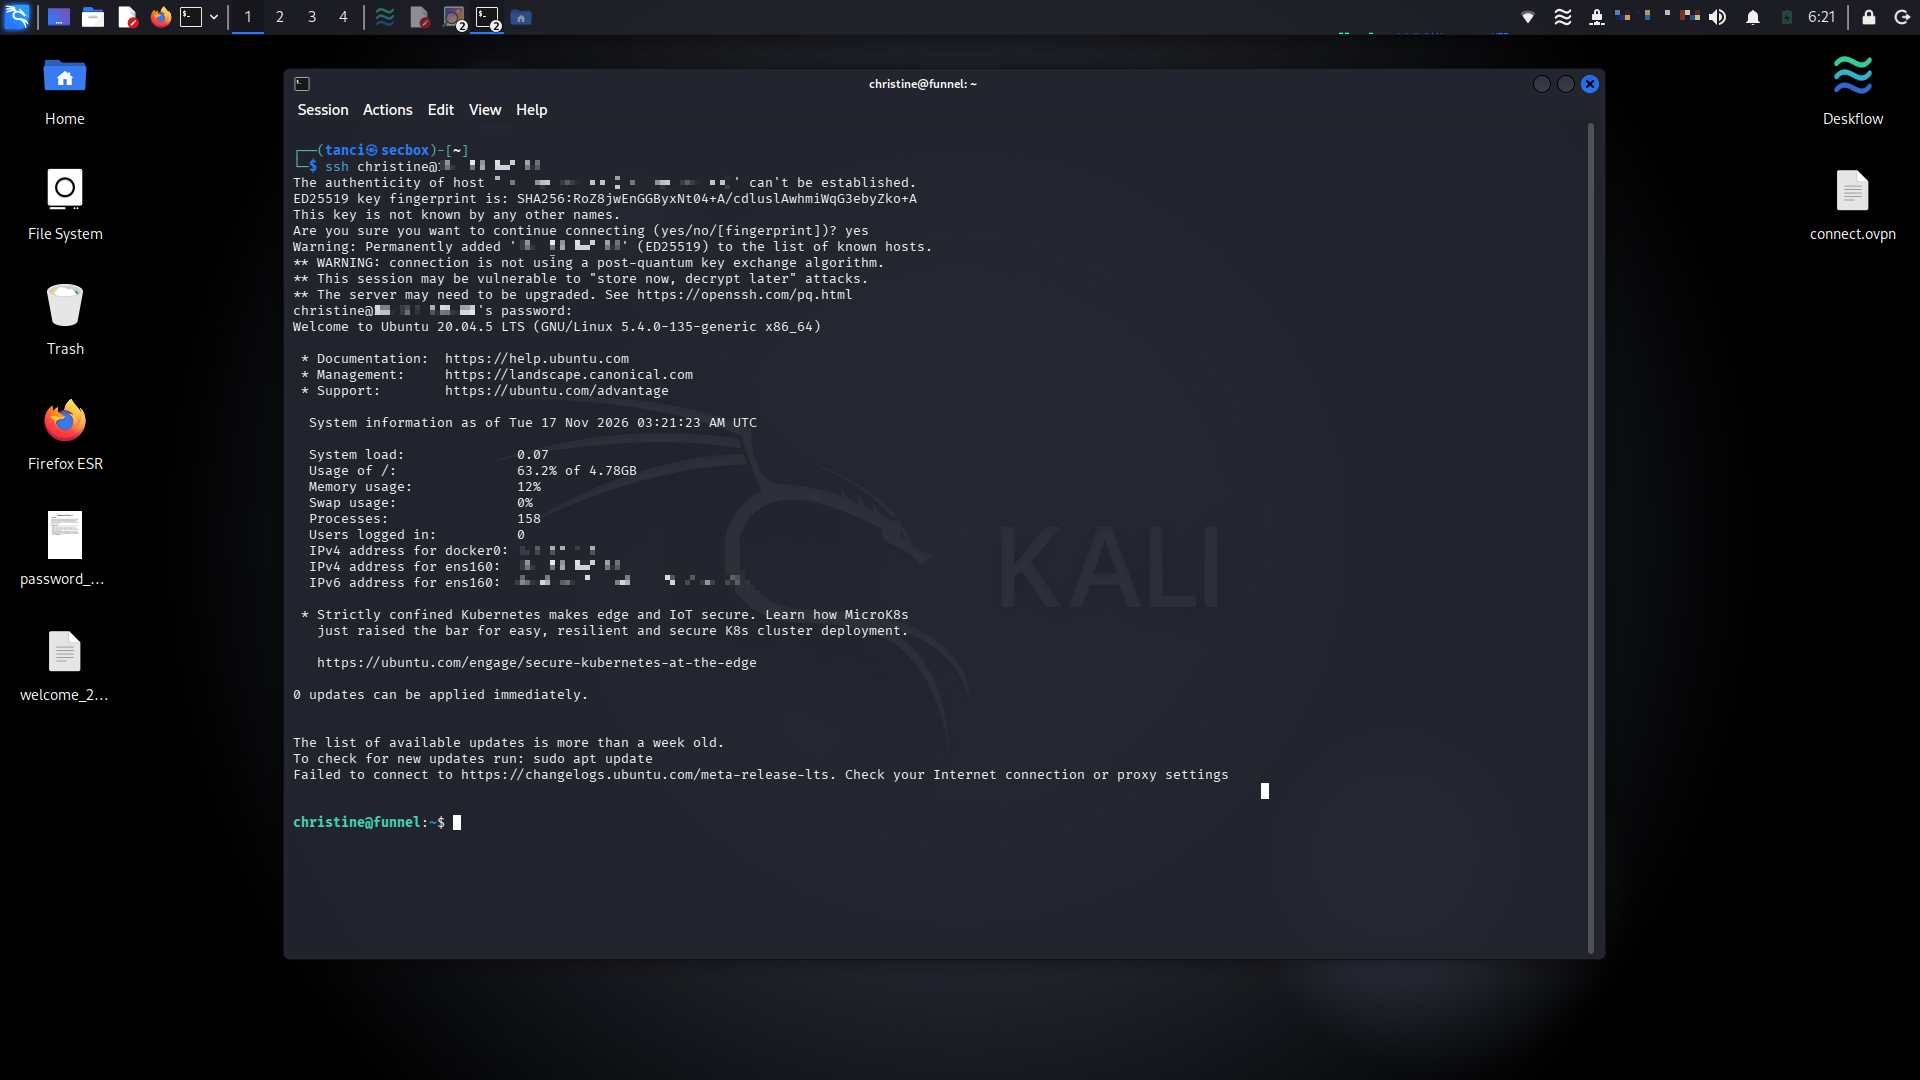 1 2 3 4
2
2
6:21
Home
File System
Trash
Firefox ESR
password_...
welcome_2...
Deskflow
connect.ovpn
christine@funnel: ~
Session Actions Edit View Help
┌──(tanci㉿secbox)-[~]
└─$ ssh christine@
The authenticity of host ' ' can't be established.
ED25519 key fingerprint is: SHA256:RoZ8jwEnGGByxNt04+A/cdluslAwhmiWqG3ebyZko+A
This key is not known by any other names.
Are you sure you want to continue connecting (yes/no/[fingerprint])? yes
Warning: Permanently added ' ' (ED25519) to the list of known hosts.
** WARNING: connection is not using a post-quantum key exchange algorithm.
** This session may be vulnerable to "store now, decrypt later" attacks.
** The server may need to be upgraded. See https://openssh.com/pq.html
christine@ 's password:
Welcome to Ubuntu 20.04.5 LTS (GNU/Linux 5.4.0-135-generic x86_64)
* Documentation: https://help.ubuntu.com
* Management: https://landscape.canonical.com
* Support: https://ubuntu.com/advantage
System information as of Tue 17 Nov 2026 03:21:23 AM UTC
System load: 0.07
Usage of /: 63.2% of 4.78GB
Memory usage: 12%
Swap usage: 0%
Processes: 158
Users logged in: 0
IPv4 address for docker0:
IPv4 address for ens160:
IPv6 address for ens160:
* Strictly confined Kubernetes makes edge and IoT secure. Learn how MicroK8s
just raised the bar for easy, resilient and secure K8s cluster deployment.
https://ubuntu.com/engage/secure-kubernetes-at-the-edge
0 updates can be applied immediately.
The list of available updates is more than a week old.
To check for new updates run: sudo apt update
Failed to connect to https://changelogs.ubuntu.com/meta-release-lts. Check your Internet connection or proxy settings
christine@funnel:~$
KALI